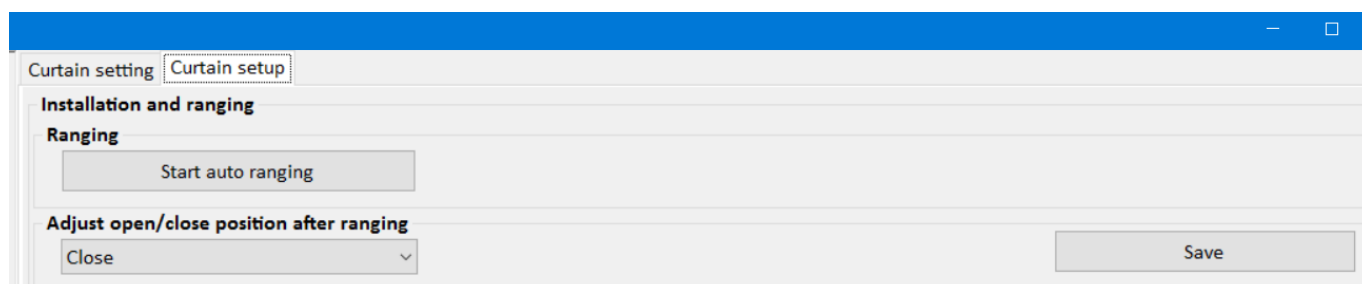 Curtain setting Curtain setup
Installation and ranging
Ranging
Start auto ranging
Adjust open/close position after ranging
Close
Save